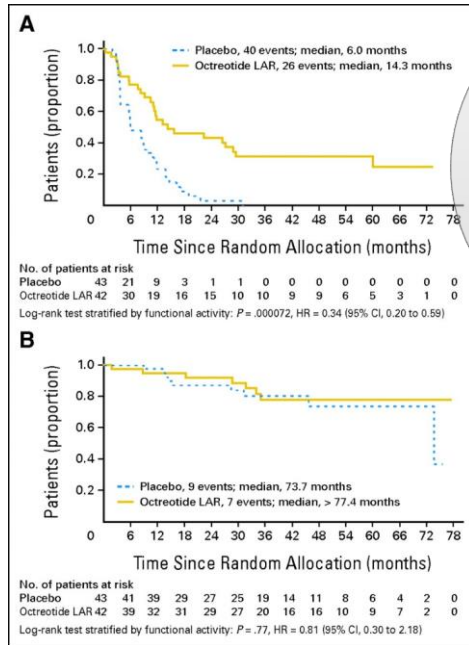 A
Patients (proportion)
1.0
0.8
0.6
0.4
0.2
Placebo, 40 events; median, 6.0 months
Octreotide LAR, 26 events; median, 14.3 months
0 6 12 18 24 30 36 42 48 54 60 66 72 78
Time Since Random Allocation (months)
No. of patients at risk
Placebo 43 21 9 3 1 1 0 0 0 0 0 0 0
Octreotide LAR 42 30 19 16 15 10 10 9 9 6 5 3 1 0
Log-rank test stratified by functional activity: P = .000072, HR = 0.34 (95% CI, 0.20 to 0.59)
B
Patients (proportion)
1.0
0.8
0.6
0.4
0.2
Placebo, 9 events; median, 73.7 months
Octreotide LAR, 7 events; median, > 77.4 months
0 6 12 18 24 30 36 42 48 54 60 66 72 78
Time Since Random Allocation (months)
No. of patients at risk
Placebo 43 41 39 29 27 25 19 14 11 8 6 4 2 0
Octreotide LAR 42 39 32 31 29 27 20 16 16 10 9 7 2 0
Log-rank test stratified by functional activity: P = .77, HR = 0.81 (95% CI, 0.30 to 2.18)